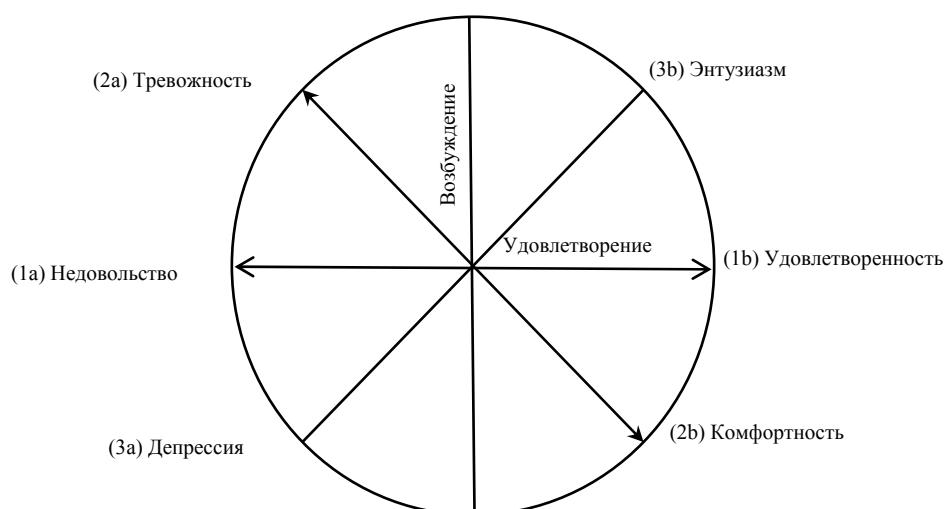 (2a) Тревожность
(3b) Энтузиазм
Возбуждение
Удовлетворение
(1a) Недовольство
(1b) Удовлетворенность
(3a) Депрессия
(2b) Комфортность